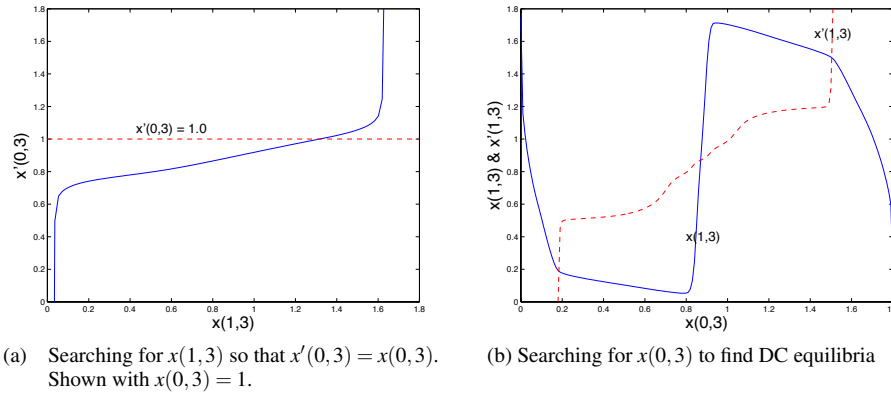 1.8
1.6
1.4
1.2
1
0.8
0.6
0.4
0.2
0
x'(0,3)
x'(0,3) = 1.0
0 0.2 0.4 0.6 0.8 1 1.2 1.4 1.6 1.8
x(1,3)
(a) Searching for x(1,3) so that x′(0,3) = x(0,3).
Shown with x(0,3) = 1.
1.8
1.6
1.4
1.2
1
0.8
0.6
0.4
0.2
0
x(1,3) & x'(1,3)
x'(1,3)
x(1,3)
0 0.2 0.4 0.6 0.8 1 1.2 1.4 1.6 1.8
x(0,3)
(b) Searching for x(0,3) to find DC equilibria